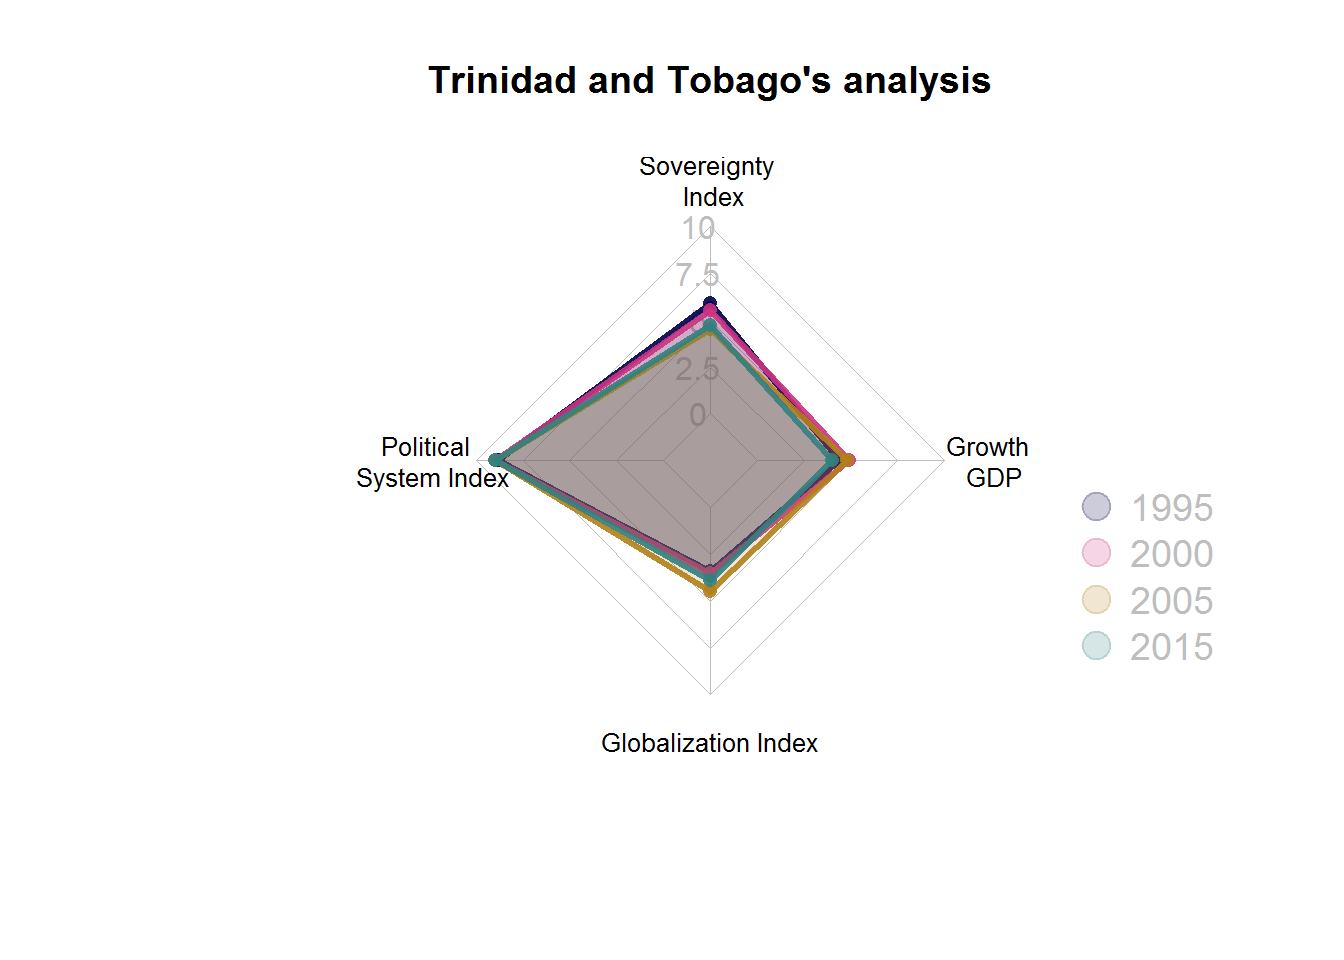 Trinidad and Tobago's analysis
Sovereignty
Index
10
7.5
2.5
0
Political
System Index
Growth
GDP
1995
2000
2005
2015
Globalization Index